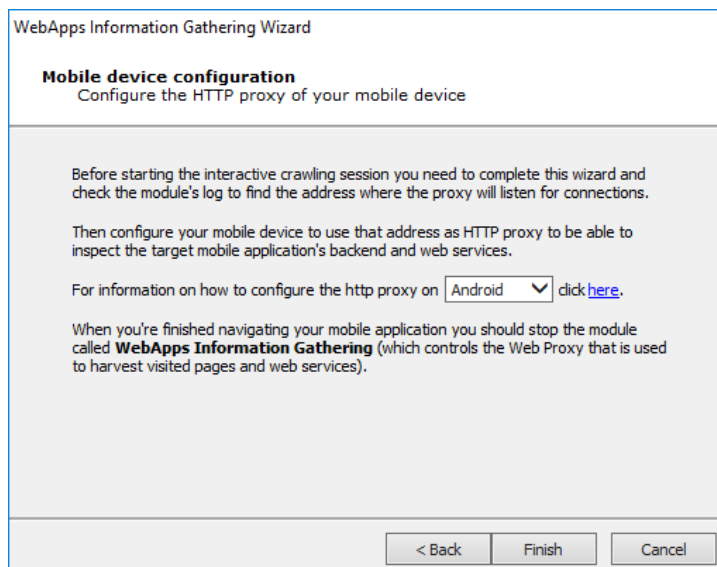 WebApps Information Gathering Wizard
Mobile device configuration
Configure the HTTP proxy of your mobile device
Before starting the interactive crawling session you need to complete this wizard and
check the module's log to find the address where the proxy will listen for connections.
Then configure your mobile device to use that address as HTTP proxy to be able to
inspect the target mobile application's backend and web services.
For information on how to configure the http proxy on Android click here.
When you're finished navigating your mobile application you should stop the module
called WebApps Information Gathering (which controls the Web Proxy that is used
to harvest visited pages and web services).
< Back Finish Cancel